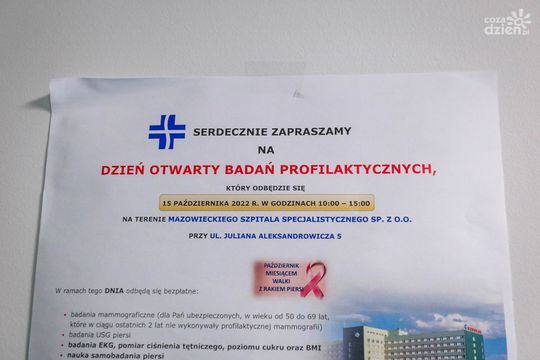 coza
dzien.pl
SERDECZNIE ZAPRASZAMY
NA
DZIEŃ OTWARTY BADAŃ PROFILAKTYCZNYCH,
KTÓRY ODBĘDZIE SIĘ
15 PAŹDZIERNIKA 2022 R. W GODZINACH 10:00 – 15:00
NA TERENIE MAZOWIECKIEGO SZPITALA SPECJALISTYCZNEGO SP. Z O.O.
PRZY UL. JULIANA ALEKSANDROWICZA 5
PAŹDZIERNIK
MIESIĄCEM
WALKI
Z RAKIEM PIERSI
W ramach tego DNIA odbędą się bezpłatne:
• badania mammograficzne (dla Pań ubezpieczonych, w wieku od 50 do 69 lat,
które w ciągu ostatnich 2 lat nie wykonywały profilaktycznej mammografii)
• badania USG piersi
• badania EKG, pomiar ciśnienia tętniczego, poziomu cukru oraz BMI
• nauka samobadania piersi